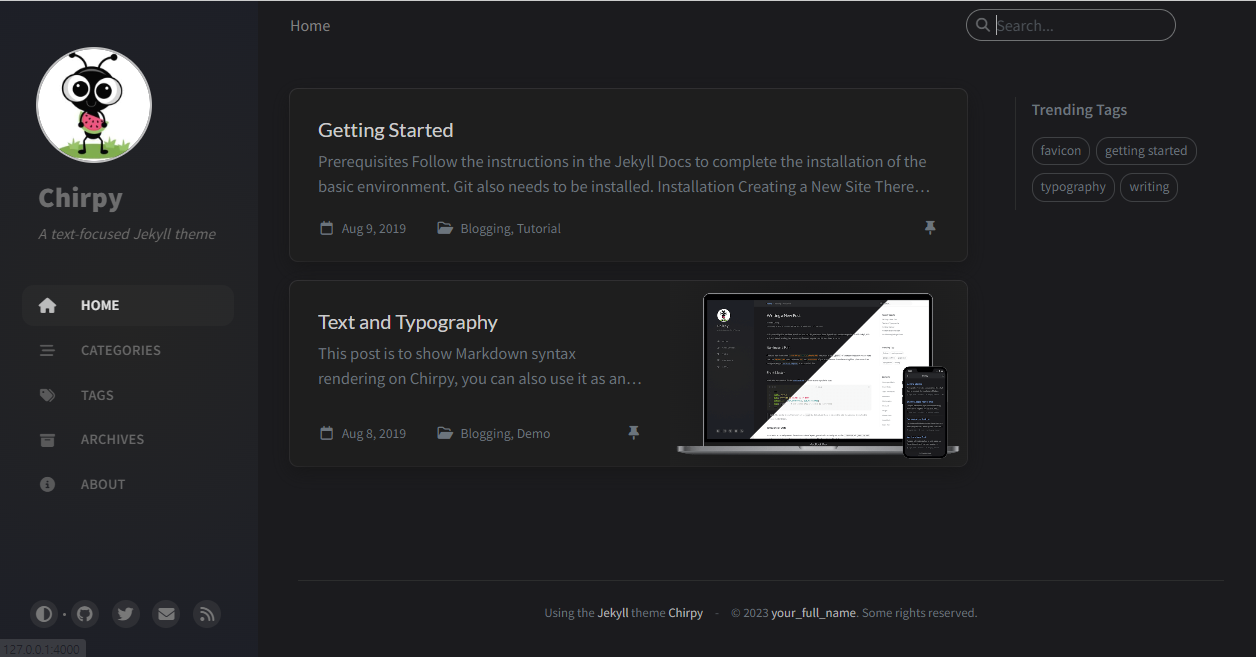 Home
Search...
Chirpy
A text-focused Jekyll theme
HOME
CATEGORIES
TAGS
ARCHIVES
ABOUT
127.0.0.1:4000
Getting Started
Prerequisites Follow the instructions in the Jekyll Docs to complete the installation of the
basic environment. Git also needs to be installed. Installation Creating a New Site There…
Aug 9, 2019 Blogging, Tutorial
Text and Typography
This post is to show Markdown syntax
rendering on Chirpy, you can also use it as an…
Aug 8, 2019 Blogging, Demo
Writing a New Post
Trending Tags
favicon getting started
typography writing
Using the Jekyll theme Chirpy - © 2023 your_full_name. Some rights reserved.